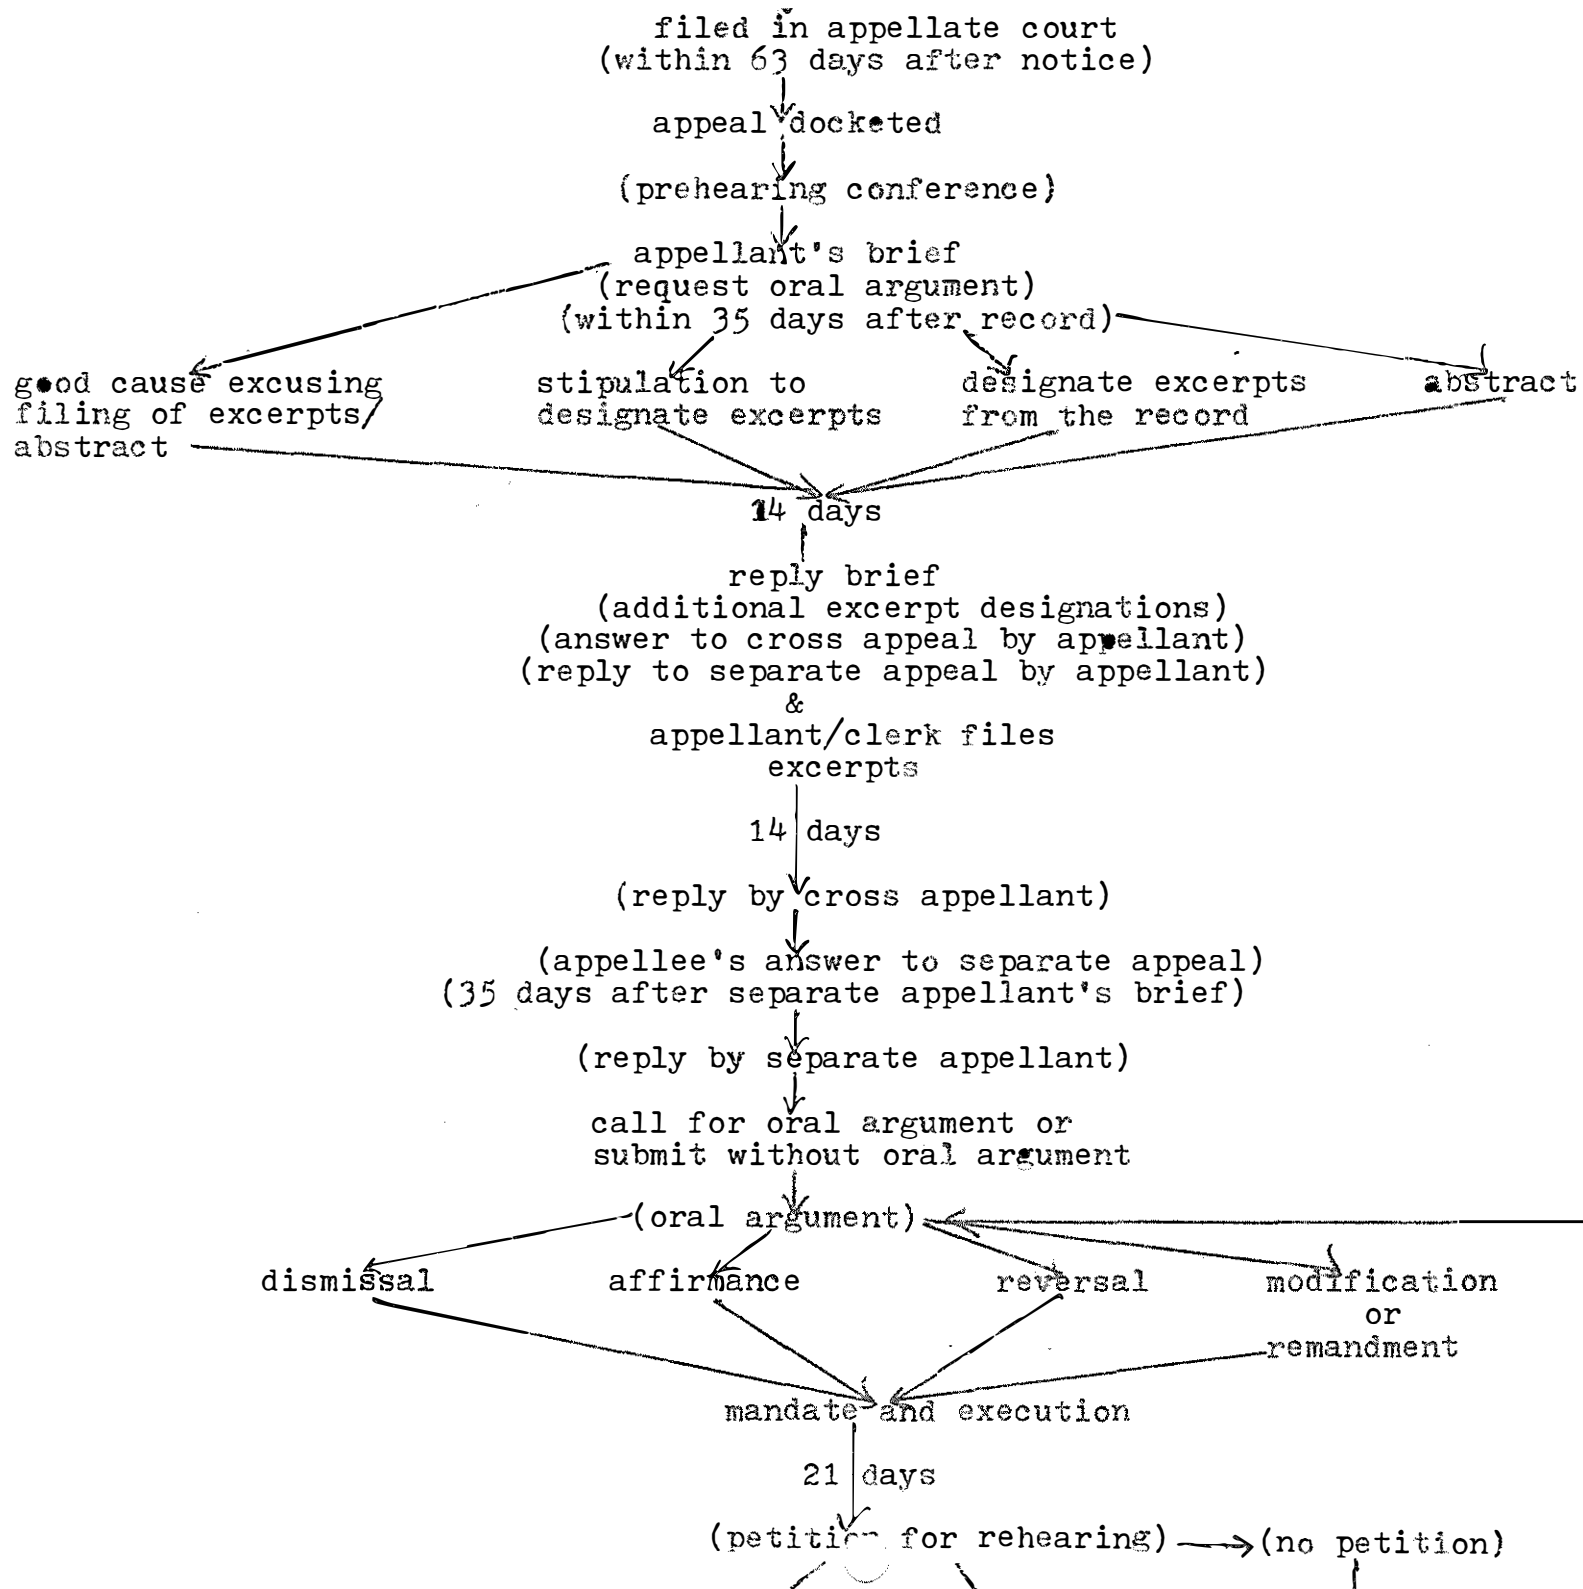 filed in appellate court
(within 63 days after notice)
appeal docketed
(prehearing conference)
appellant's brief
(request oral argument)
(within 35 days after record)
good cause excusing
filing of excerpts/
abstract
stipulation to
designate excerpts
designate excerpts
from the record
abstract
14 days
reply brief
(additional excerpt designations)
(answer to cross appeal by appellant)
(reply to separate appeal by appellant)
&
appellant/clerk files
excerpts
14 days
(reply by cross appellant)
(appellee's answer to separate appeal)
(35 days after separate appellant's brief)
(reply by separate appellant)
call for oral argument or
submit without oral argument
(oral argument)
dismissal
affirmance
reversal
modification
or
remandment
mandate and execution
21 days
(petition for rehearing)
(no petition)